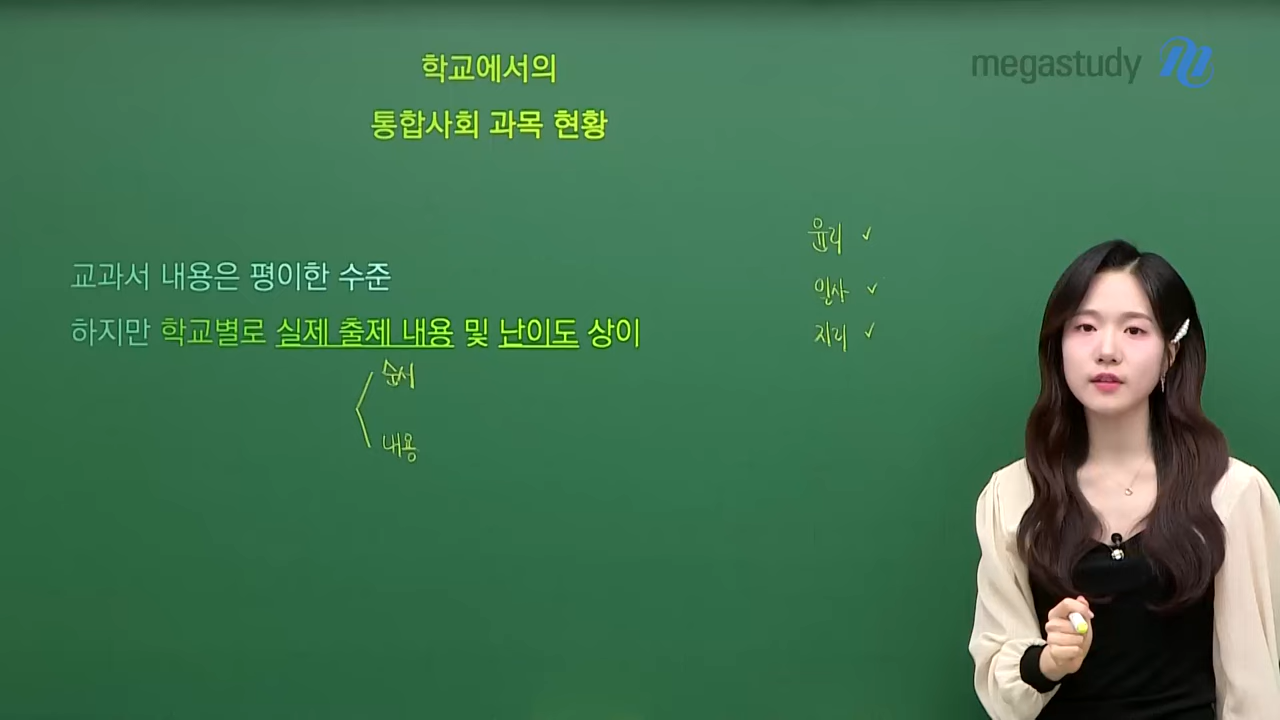 학교에서의
통합사회 과목 현황
megastudy
윤리 ✓
일사 ✓
지리 ✓
교과서 내용은 평이한 수준
하지만 학교별로 실제 출제 내용 및 난이도 상이
순서
내용